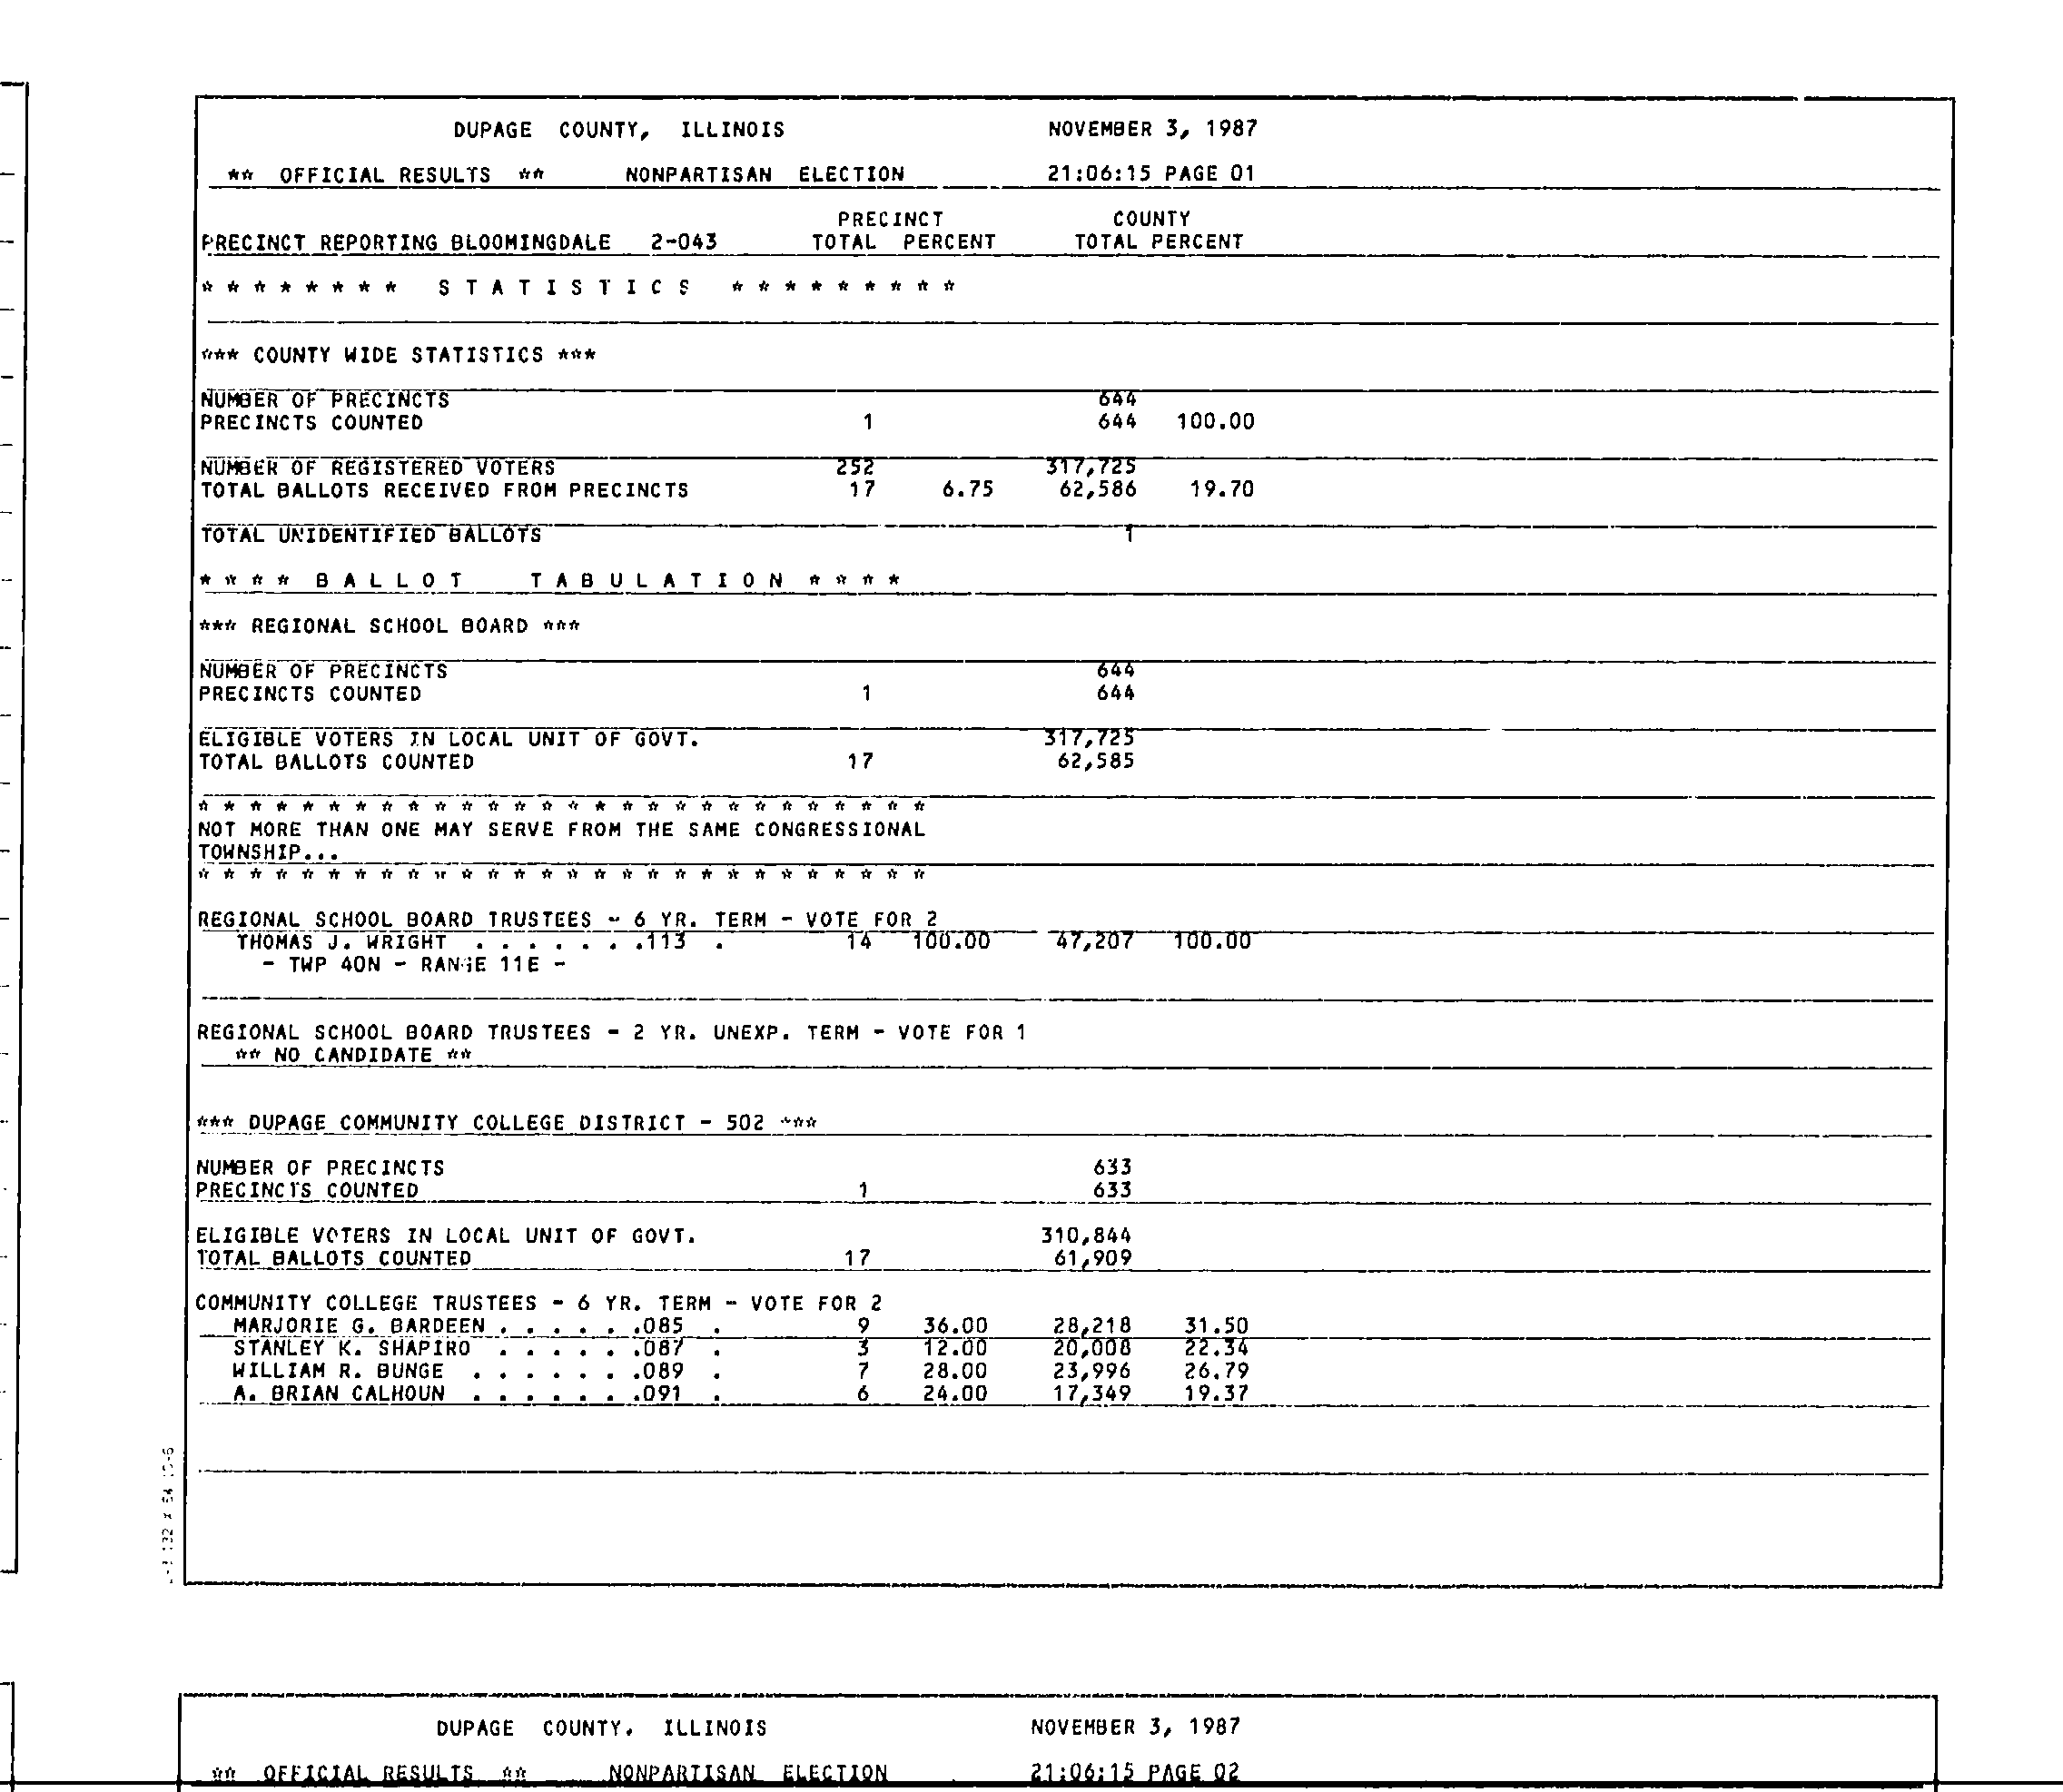 DUPAGE COUNTY, ILLINOIS NOVEMBER 3, 1987
** OFFICIAL RESULTS ** NONPARTISAN ELECTION 21:06:15 PAGE 01
PRECINCT COUNTY
PRECINCT REPORTING BLOOMINGDALE 2-043 TOTAL PERCENT TOTAL PERCENT
* * * * * * * * S T A T I S T I C S * * * * * * * * *
*** COUNTY WIDE STATISTICS ***
NUMBER OF PRECINCTS 644
PRECINCTS COUNTED 1 644 100.00
NUMBER OF REGISTERED VOTERS 252 317,725
TOTAL BALLOTS RECEIVED FROM PRECINCTS 17 6.75 62,586 19.70
TOTAL UNIDENTIFIED BALLOTS 1
* * * * B A L L O T T A B U L A T I O N * * * *
*** REGIONAL SCHOOL BOARD ***
NUMBER OF PRECINCTS 644
PRECINCTS COUNTED 1 644
ELIGIBLE VOTERS IN LOCAL UNIT OF GOVT. 317,725
TOTAL BALLOTS COUNTED 17 62,585
* * * * * * * * * * * * * * * * * * * * * * * * * * * *
NOT MORE THAN ONE MAY SERVE FROM THE SAME CONGRESSIONAL
TOWNSHIP...
* * * * * * * * * * * * * * * * * * * * * * * * * * * *
REGIONAL SCHOOL BOARD TRUSTEES - 6 YR. TERM - VOTE FOR 2
THOMAS J. WRIGHT . . . . . . .113 . 14 100.00 47,207 100.00
- TWP 40N - RANGE 11E -
REGIONAL SCHOOL BOARD TRUSTEES - 2 YR. UNEXP. TERM - VOTE FOR 1
** NO CANDIDATE **
*** DUPAGE COMMUNITY COLLEGE DISTRICT - 502 ***
NUMBER OF PRECINCTS 633
PRECINCTS COUNTED 1 633
ELIGIBLE VOTERS IN LOCAL UNIT OF GOVT. 310,844
TOTAL BALLOTS COUNTED 17 61,909
COMMUNITY COLLEGE TRUSTEES - 6 YR. TERM - VOTE FOR 2
MARJORIE G. BARDEEN . . . . . .085 . 9 36.00 28,218 31.50
STANLEY K. SHAPIRO . . . . . .087 . 3 12.00 20,008 22.34
WILLIAM R. BUNGE . . . . . . .089 . 7 28.00 23,996 26.79
A. BRIAN CALHOUN . . . . . . .091 . 6 24.00 17,349 19.37
DUPAGE COUNTY, ILLINOIS NOVEMBER 3, 1987
** OFFICIAL RESULTS ** NONPARTISAN ELECTION 21:06:15 PAGE 02